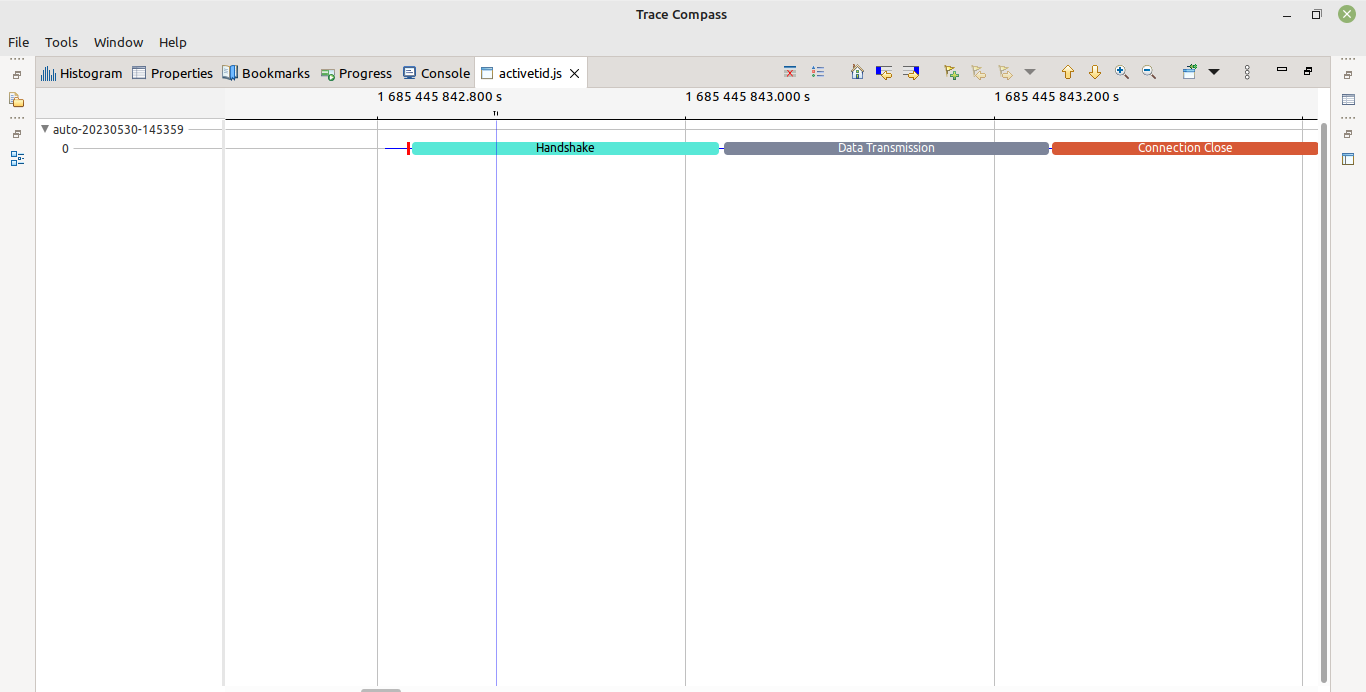 Trace Compass
File Tools Window Help
Histogram Properties Bookmarks Progress Console activetid.js
1 685 445 842.800 s 1 685 445 843.000 s 1 685 445 843.200 s
auto-20230530-145359
0 Handshake Data Transmission Connection Close